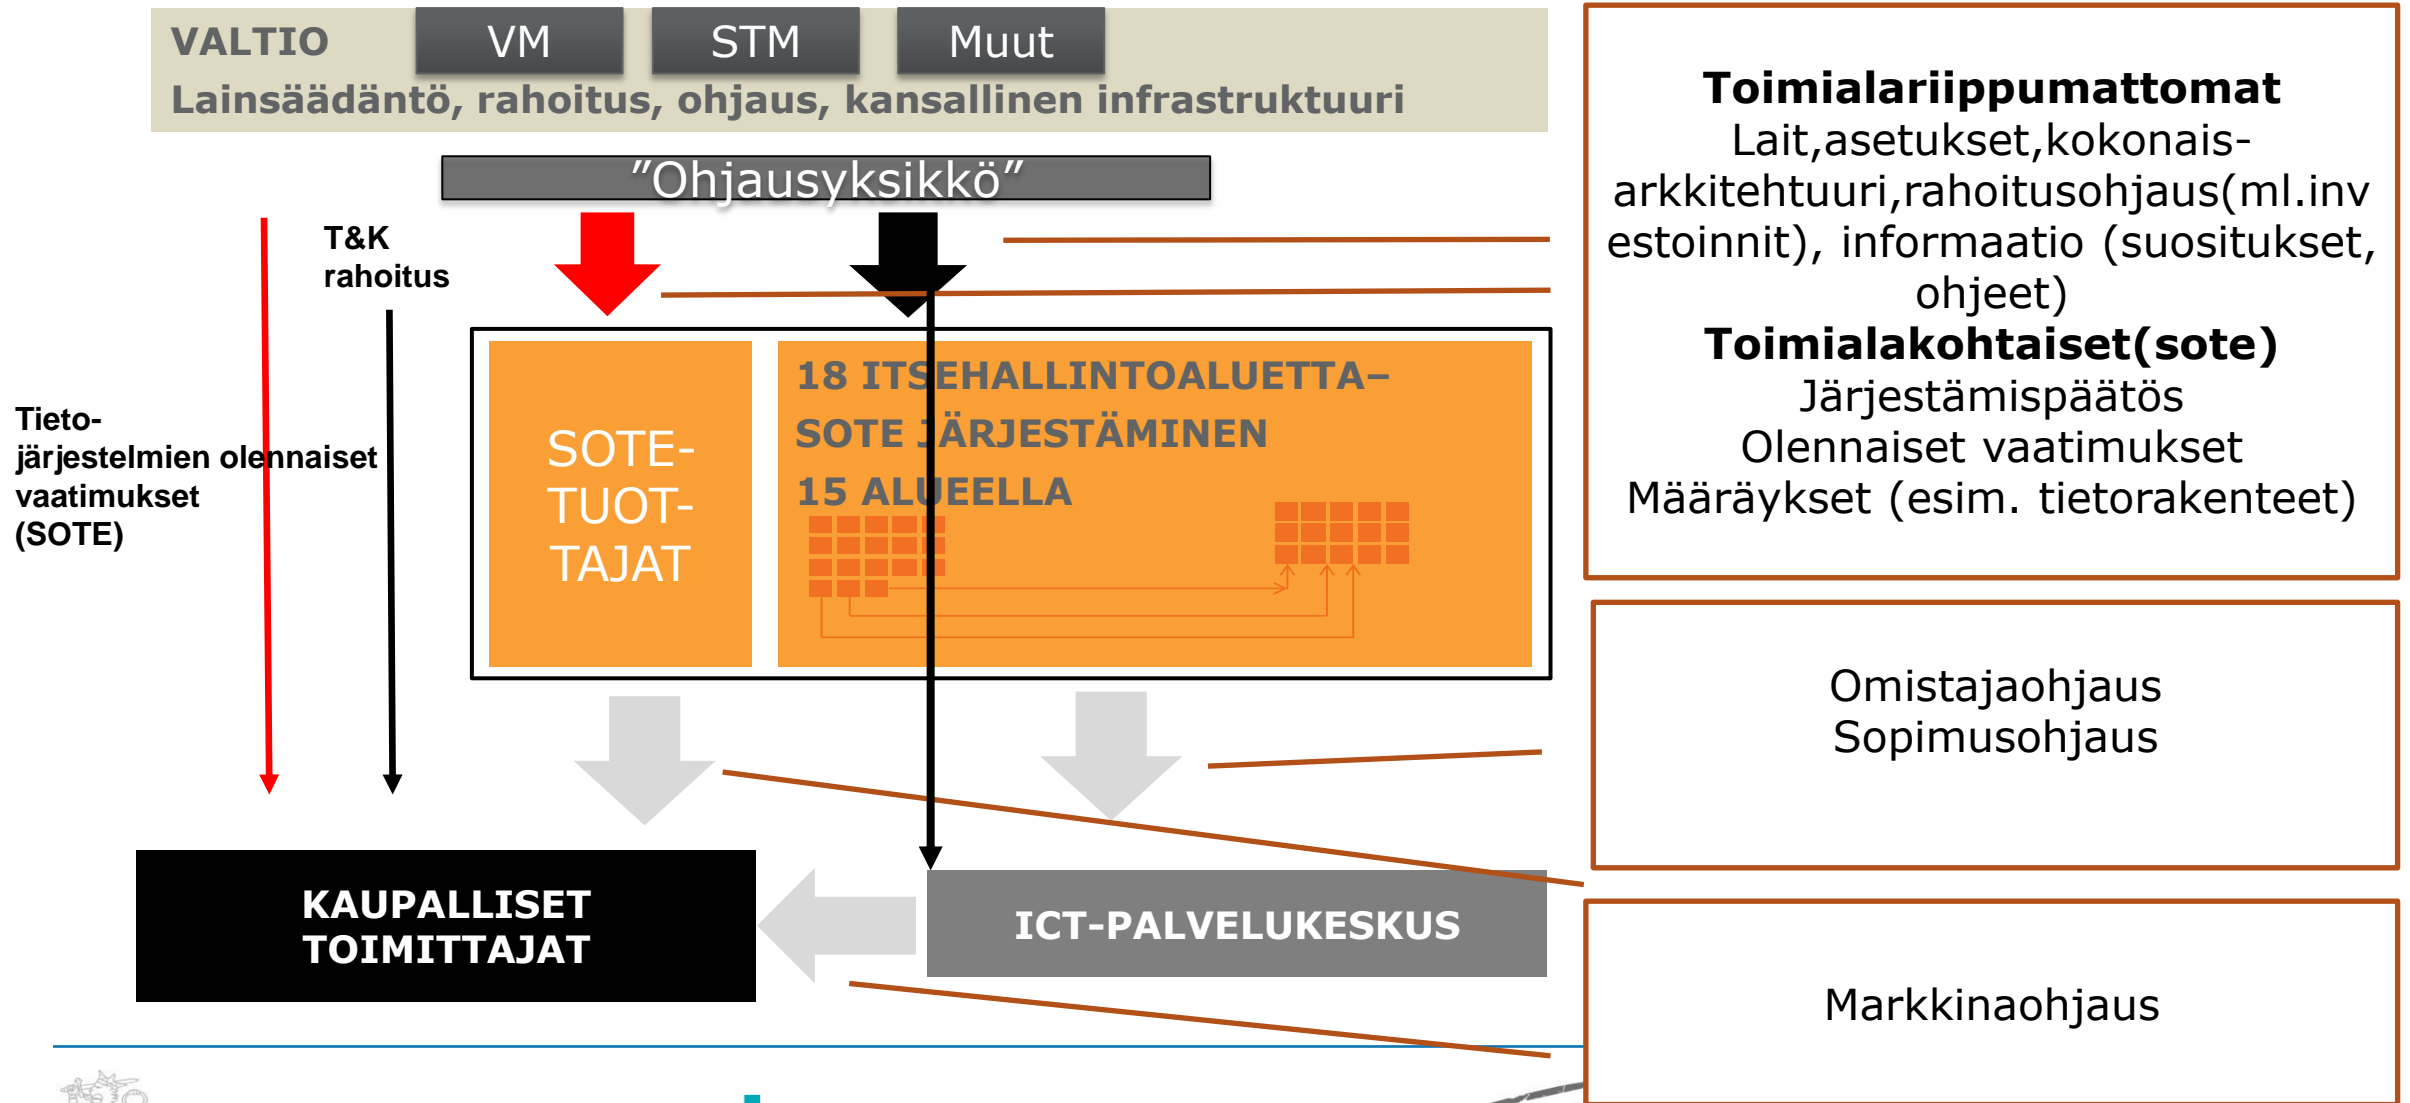 VALTIO
VM
STM
Muut
Lainsäädäntö, rahoitus, ohjaus, kansallinen infrastruktuuri
”Ohjausyksikkö”
T&K
rahoitus
Tieto-
järjestelmien olennaiset
vaatimukset
(SOTE)
SOTE-
TUOT-
TAJAT
18 ITSEHALLINTOALUETTA–
SOTE JÄRJESTÄMINEN
15 ALUEELLA
KAUPALLISET
TOIMITTAJAT
ICT-PALVELUKESKUS
Toimialariippumattomat
Lait,asetukset,kokonais-
arkkitehtuuri,rahoitusohjaus(ml.inv
estoinnit), informaatio (suositukset,
ohjeet)
Toimialakohtaiset(sote)
Järjestämispäätös
Olennaiset vaatimukset
Määräykset (esim. tietorakenteet)
Omistajaohjaus
Sopimusohjaus
Markkinaohjaus